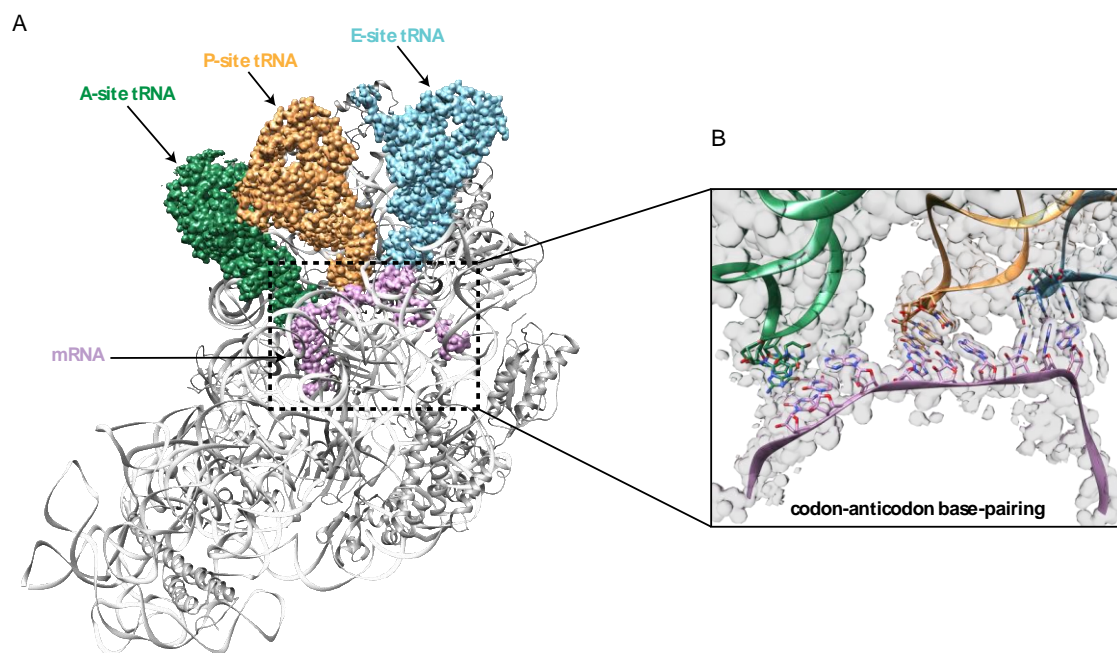 A
E-site tRNA
P-site tRNA
A-site tRNA
B
mRNA
codon-anticodon base-pairing